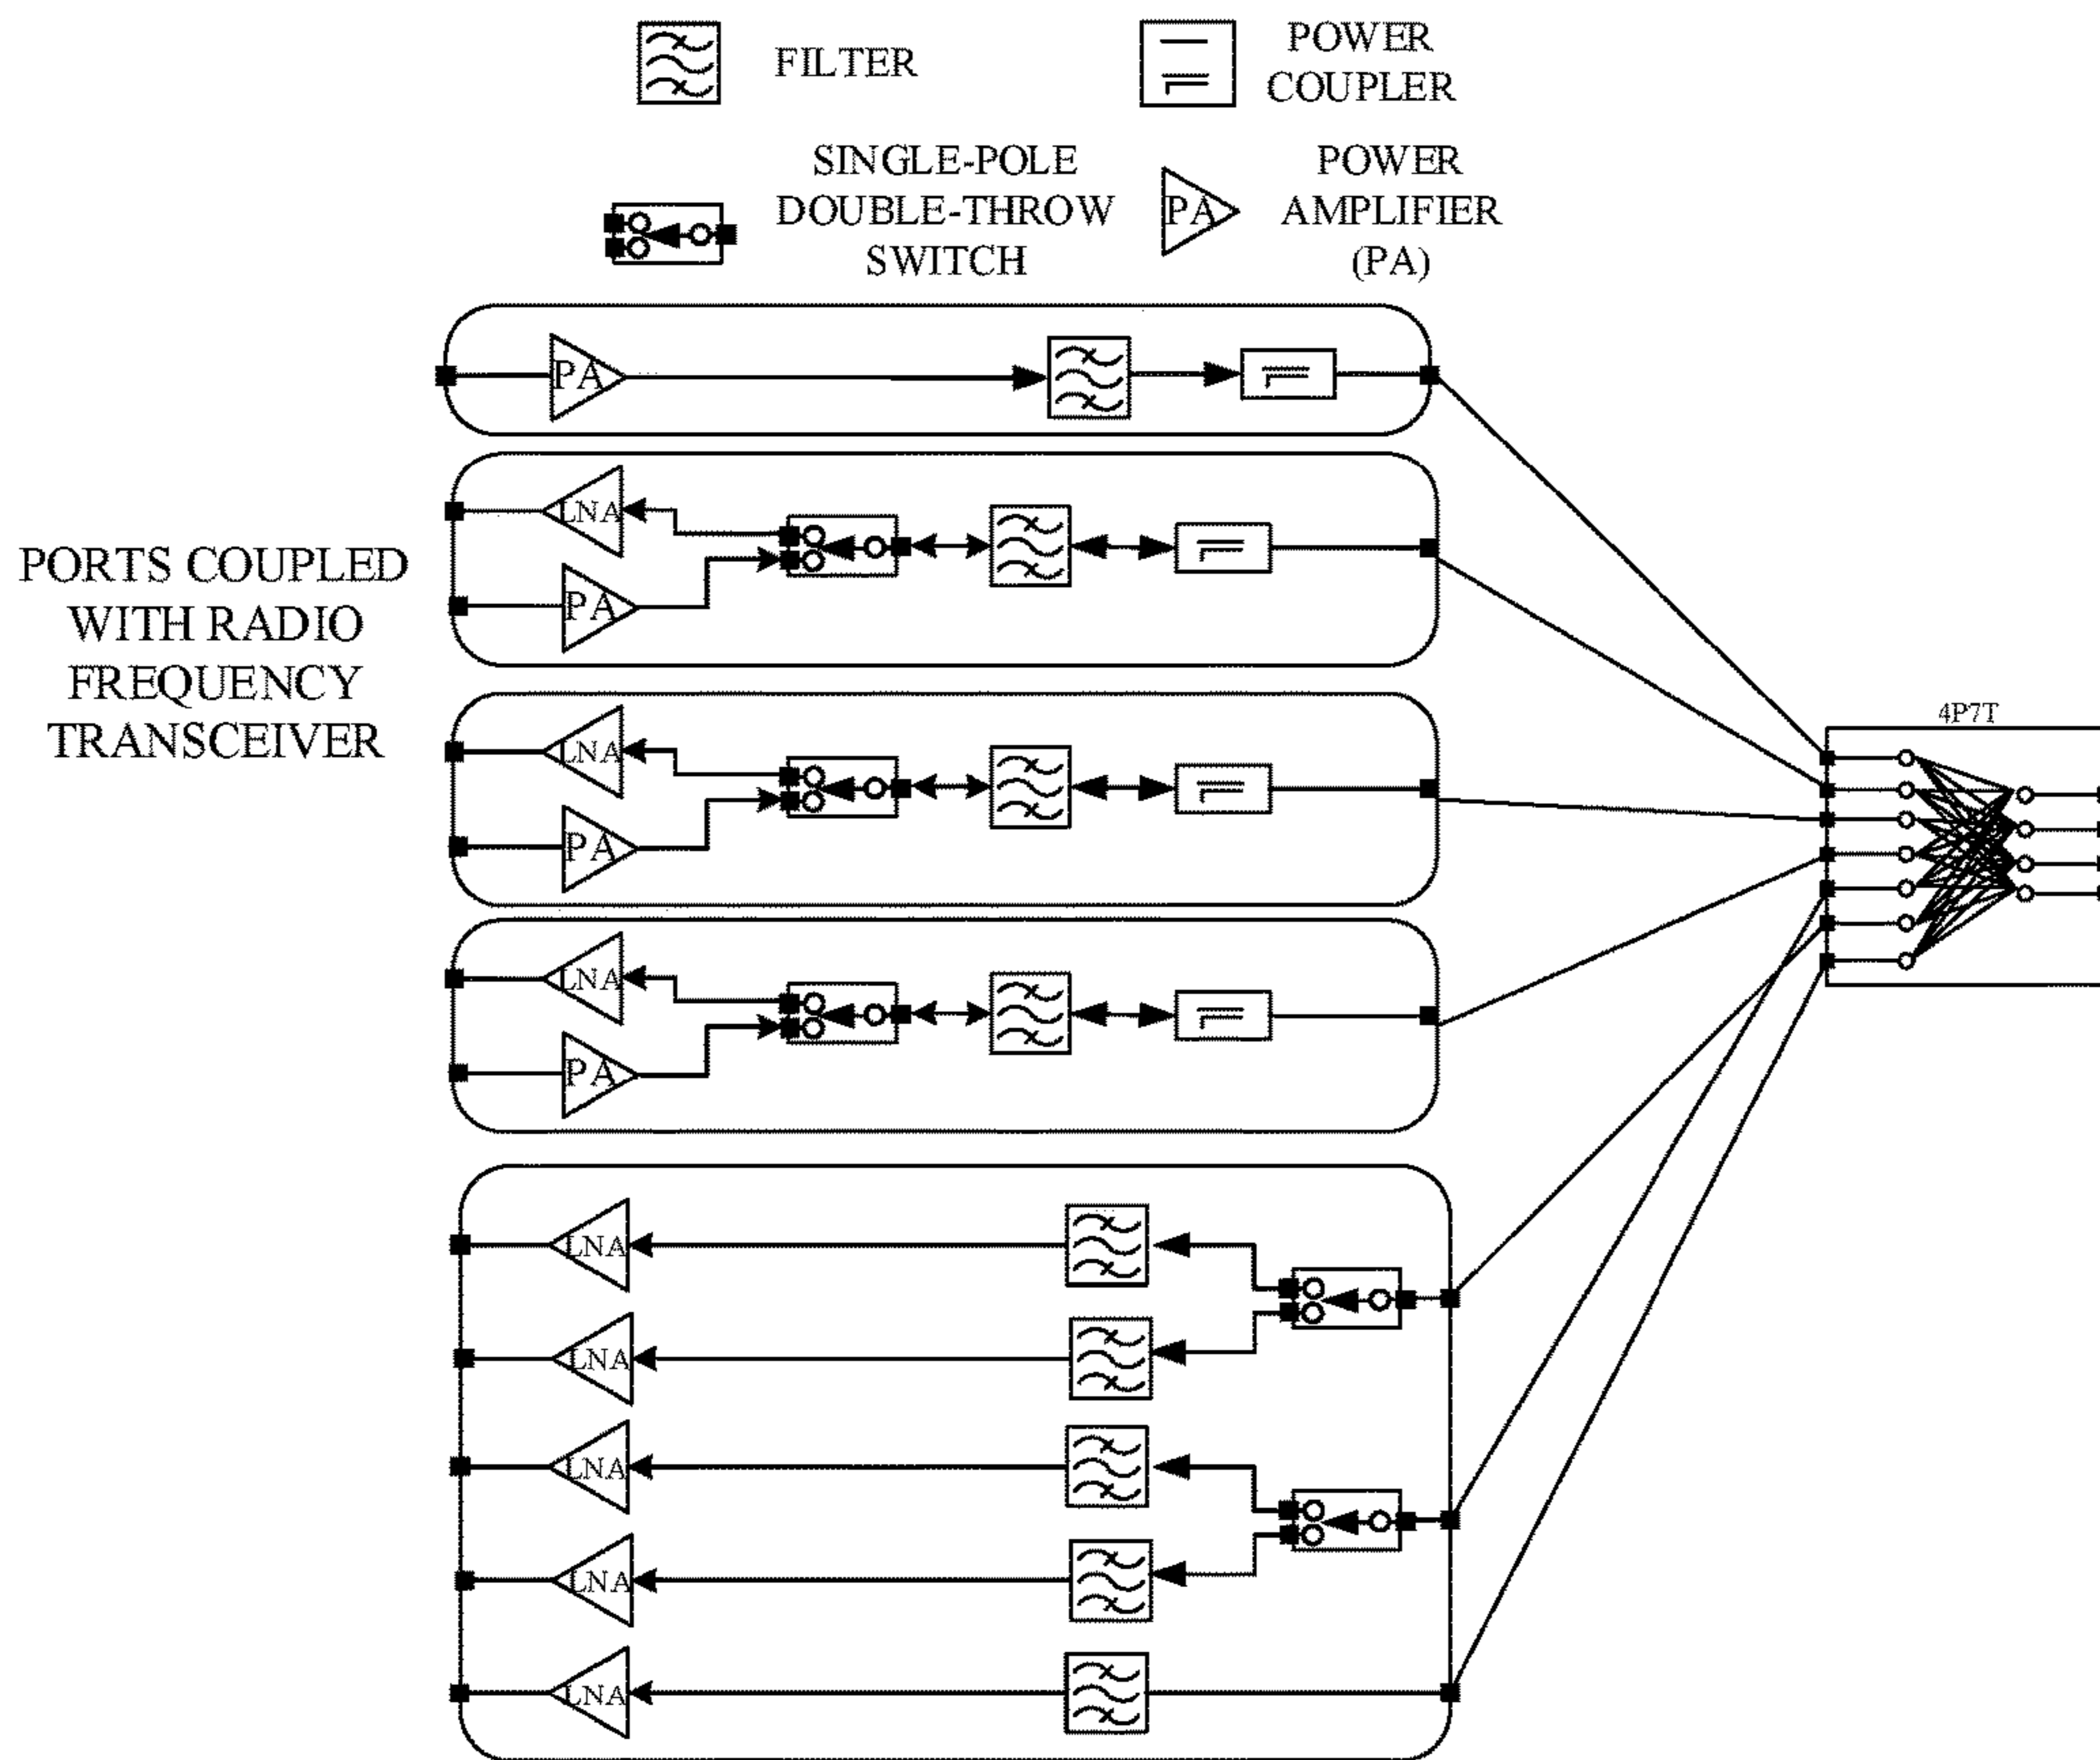 FILTER
POWER
COUPLER
SINGLE-POLE
DOUBLE-THROW
SWITCH
PA
POWER
AMPLIFIER
(PA)
PA
LNA
PA
PORTS COUPLED
WITH RADIO
FREQUENCY
TRANSCEIVER
LNA
PA
4P7T
LNA
PA
LNA
LNA
LNA
LNA
LNA